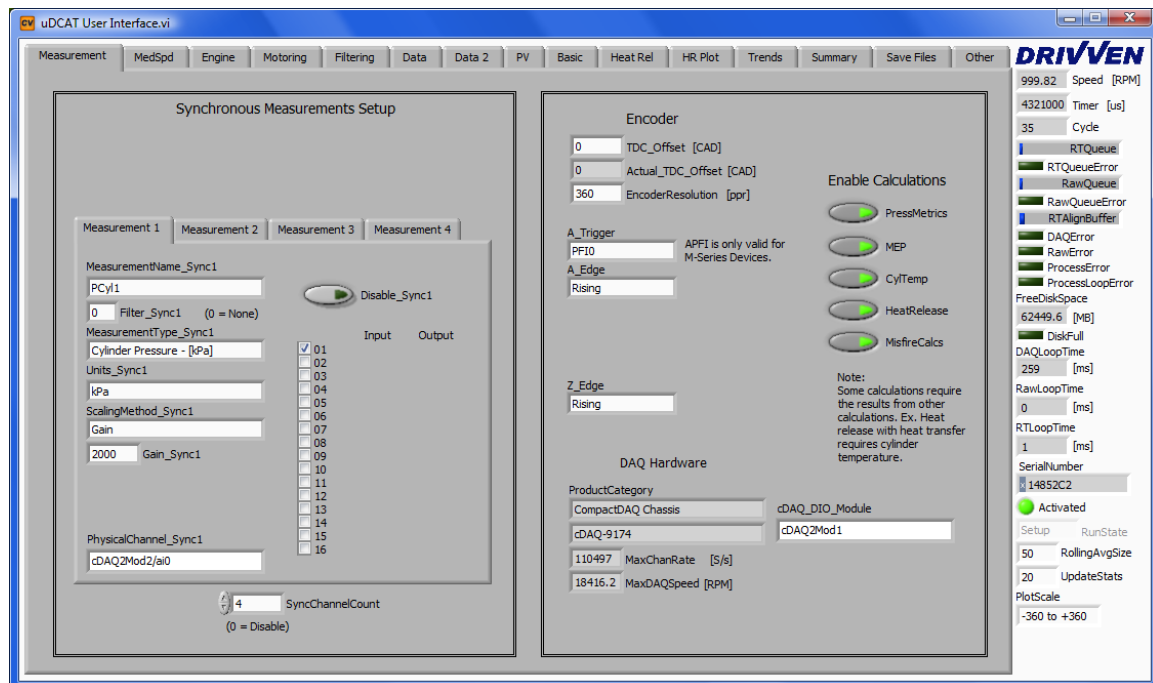 uDCAT User Interface.vi
Measurement MedSpd Engine Motoring Filtering Data Data 2 PV Basic Heat Rel HR Plot Trends Summary Save Files Other
DRIVVEN
Synchronous Measurements Setup
Measurement 1 Measurement 2 Measurement 3 Measurement 4
MeasurementName_Sync1
PCyl1
Disable_Sync1
0 Filter_Sync1 (0 = None)
MeasurementType_Sync1
Cylinder Pressure - [kPa]
Units_Sync1
kPa
ScalingMethod_Sync1
Gain
2000 Gain_Sync1
PhysicalChannel_Sync1
cDAQ2Mod2/ai0
Input Output
01
02
03
04
05
06
07
08
09
10
11
12
13
14
15
16
4 SyncChannelCount
(0 = Disable)
Encoder
0 TDC_Offset [CAD]
0 Actual_TDC_Offset [CAD]
360 EncoderResolution [ppr]
A_Trigger
PFI0
APFI is only valid for
M-Series Devices.
A_Edge
Rising
Z_Edge
Rising
Enable Calculations
PressMetrics
MEP
CylTemp
HeatRelease
MisfireCalcs
Note:
Some calculations require
the results from other
calculations. Ex. Heat
release with heat transfer
requires cylinder
temperature.
DAQ Hardware
ProductCategory
CompactDAQ Chassis
cDAQ-9174
110497 MaxChanRate [S/s]
18416.2 MaxDAQSpeed [RPM]
cDAQ_DIO_Module
cDAQ2Mod1
999.82 Speed [RPM]
4321000 Timer [us]
35 Cycle
RTQueue
RTQueueError
RawQueue
RawQueueError
RTAlignBuffer
DAQError
RawError
ProcessError
ProcessLoopError
FreeDiskSpace
62449.6 [MB]
DiskFull
DAQLoopTime
259 [ms]
RawLoopTime
0 [ms]
RTLoopTime
1 [ms]
SerialNumber
x 14852C2
Activated
Setup RunState
50 RollingAvgSize
20 UpdateStats
PlotScale
-360 to +360